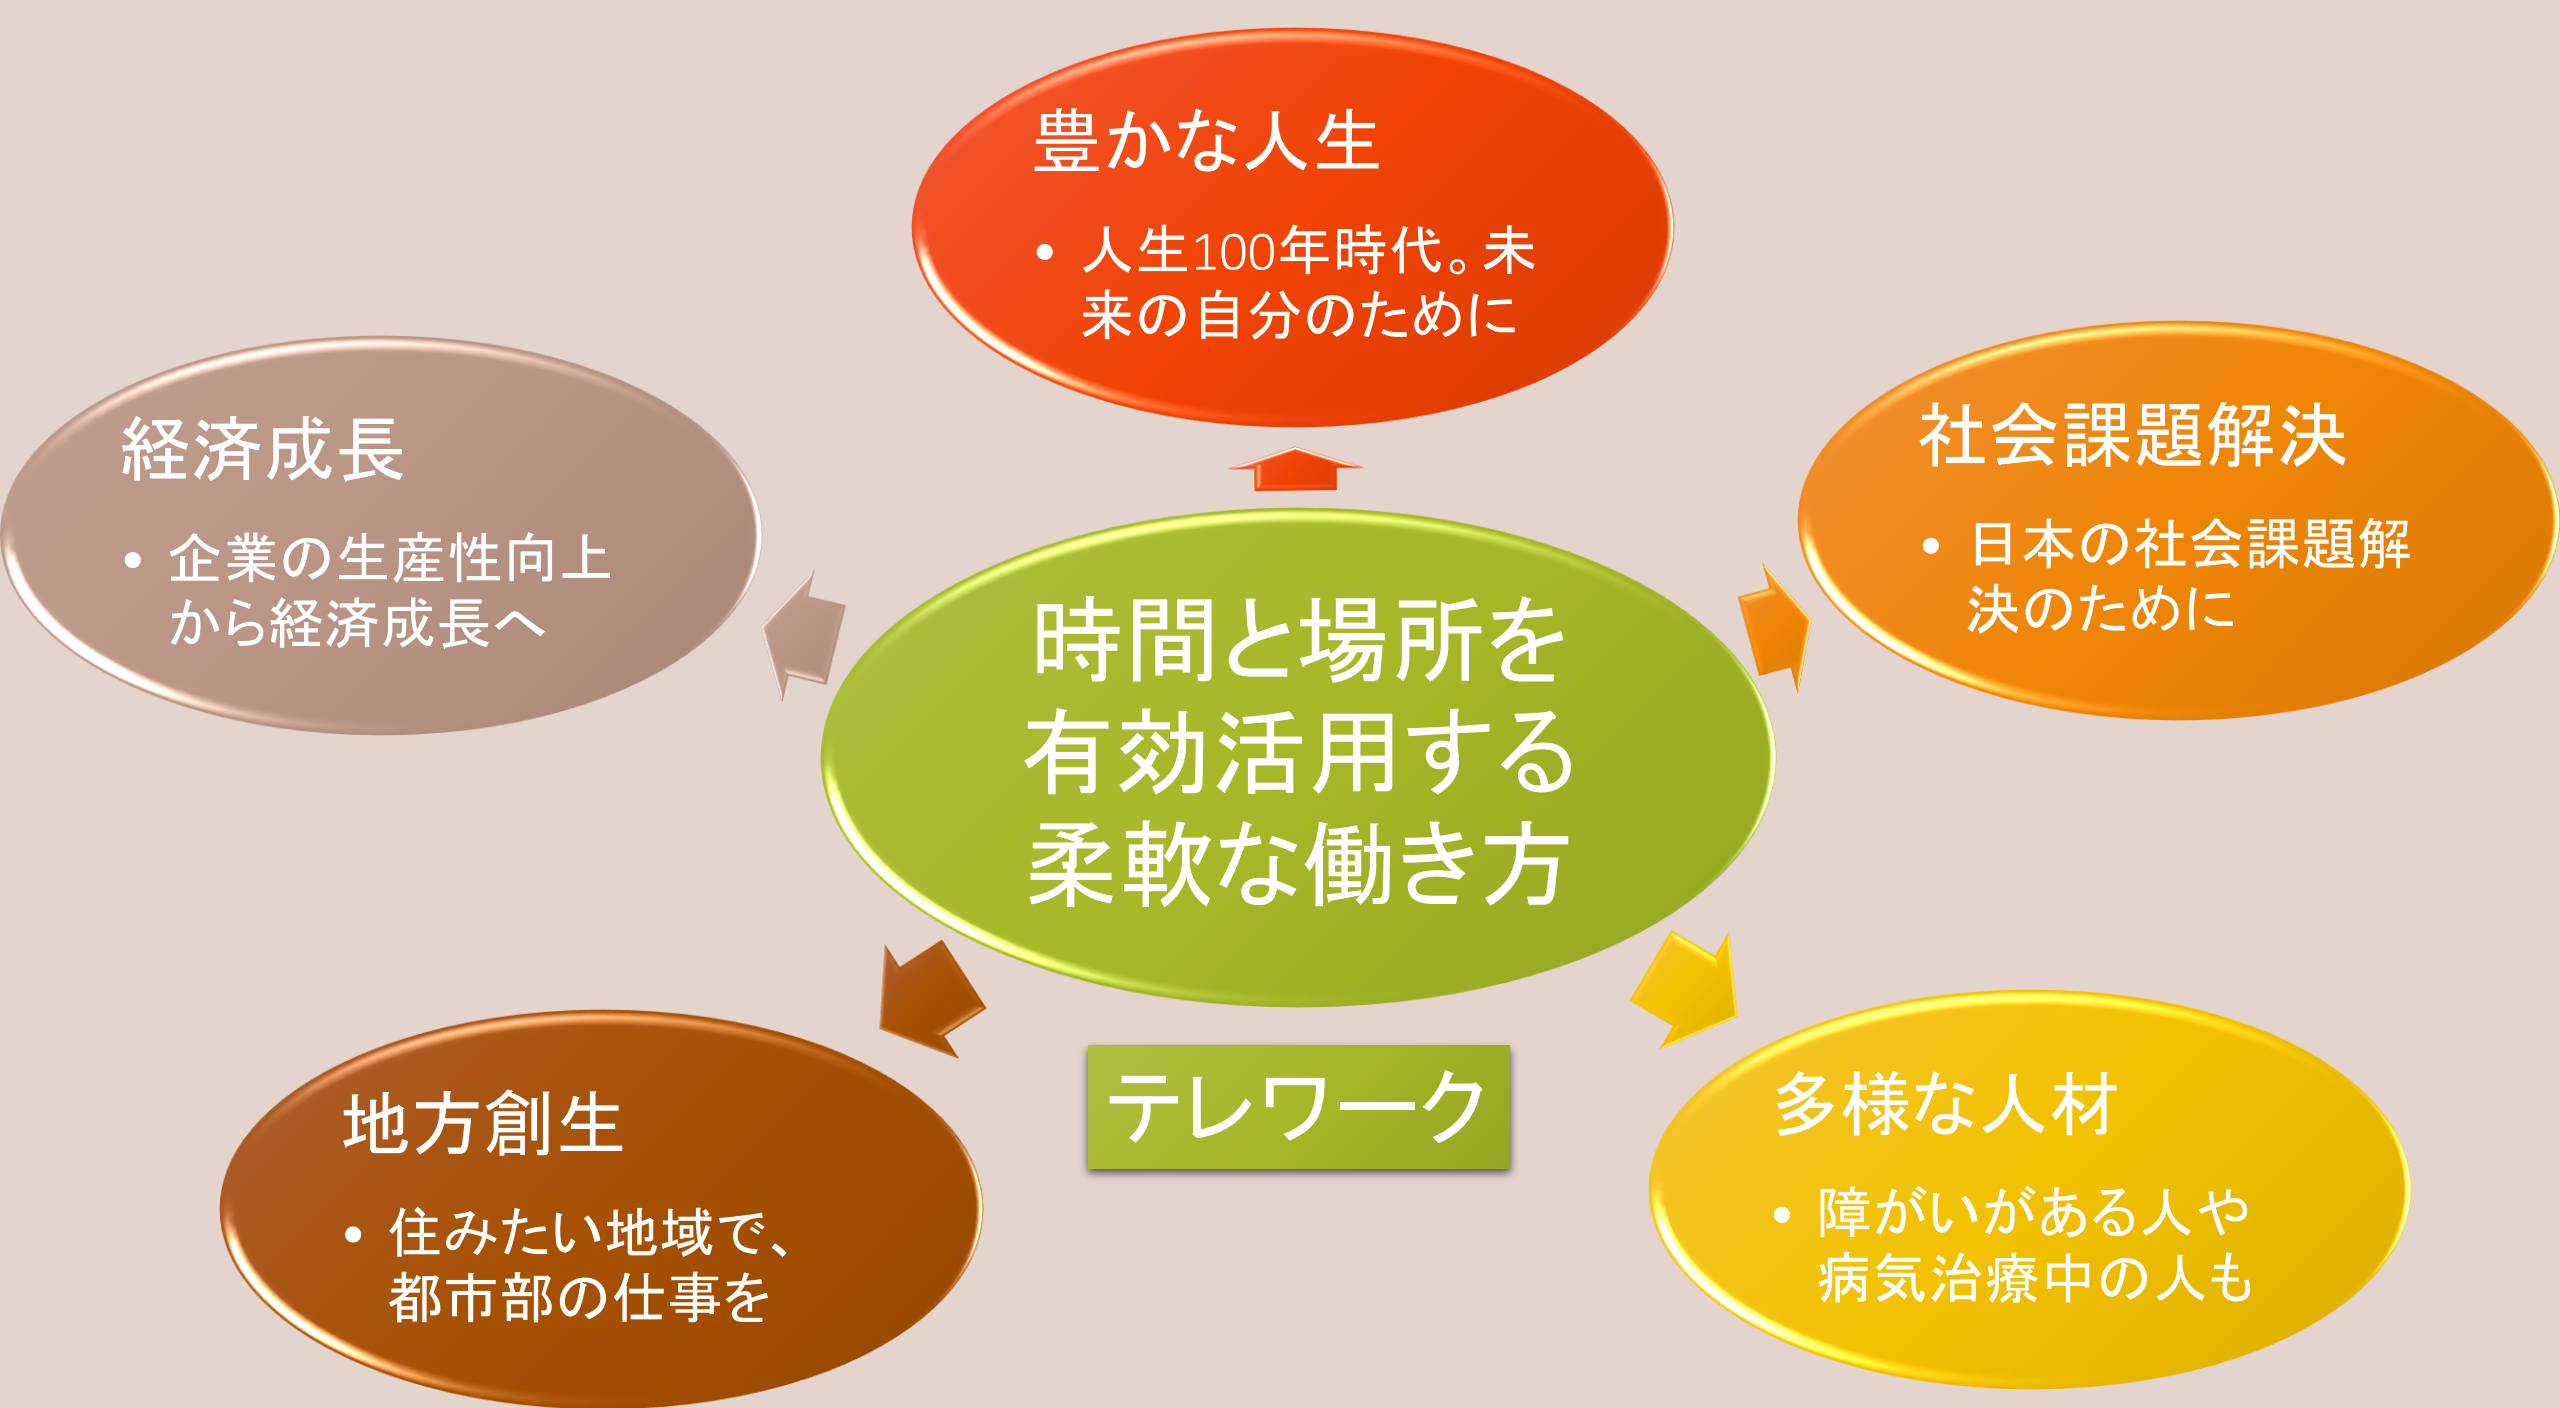 豊かな人生
• 人生100年時代。未
来の自分のために
経済成長
• 企業の生産性向上
から経済成長へ
社会課題解決
• 日本の社会課題解
決のために
時間と場所を
有効活用する
柔軟な働き方
テレワーク
地方創生
• 住みたい地域で、
都市部の仕事を
多様な人材
• 障がいがある人や
病気治療中の人も